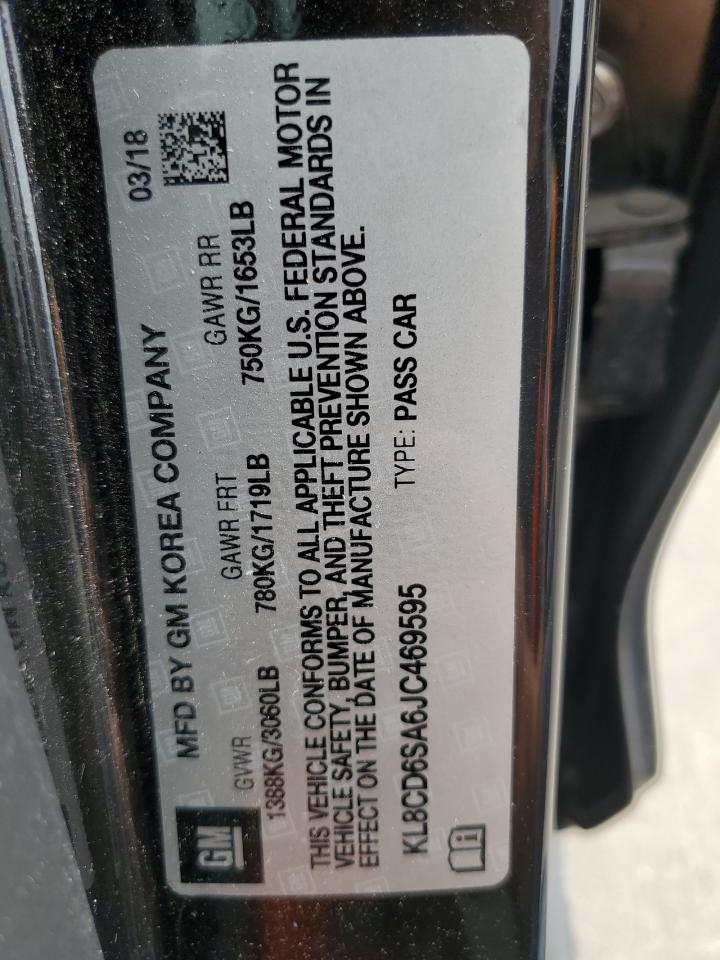 GM
MFD BY GM KOREA COMPANY 03/18
GVWR GAWR FRT GAWR RR
1388KG/3060LB 780KG/1719LB 750KG/1653LB
THIS VEHICLE CONFORMS TO ALL APPLICABLE U.S. FEDERAL MOTOR
VEHICLE SAFETY, BUMPER, AND THEFT PREVENTION STANDARDS IN
EFFECT ON THE DATE OF MANUFACTURE SHOWN ABOVE.
KL8CD6SA6JC469595 TYPE: PASS CAR